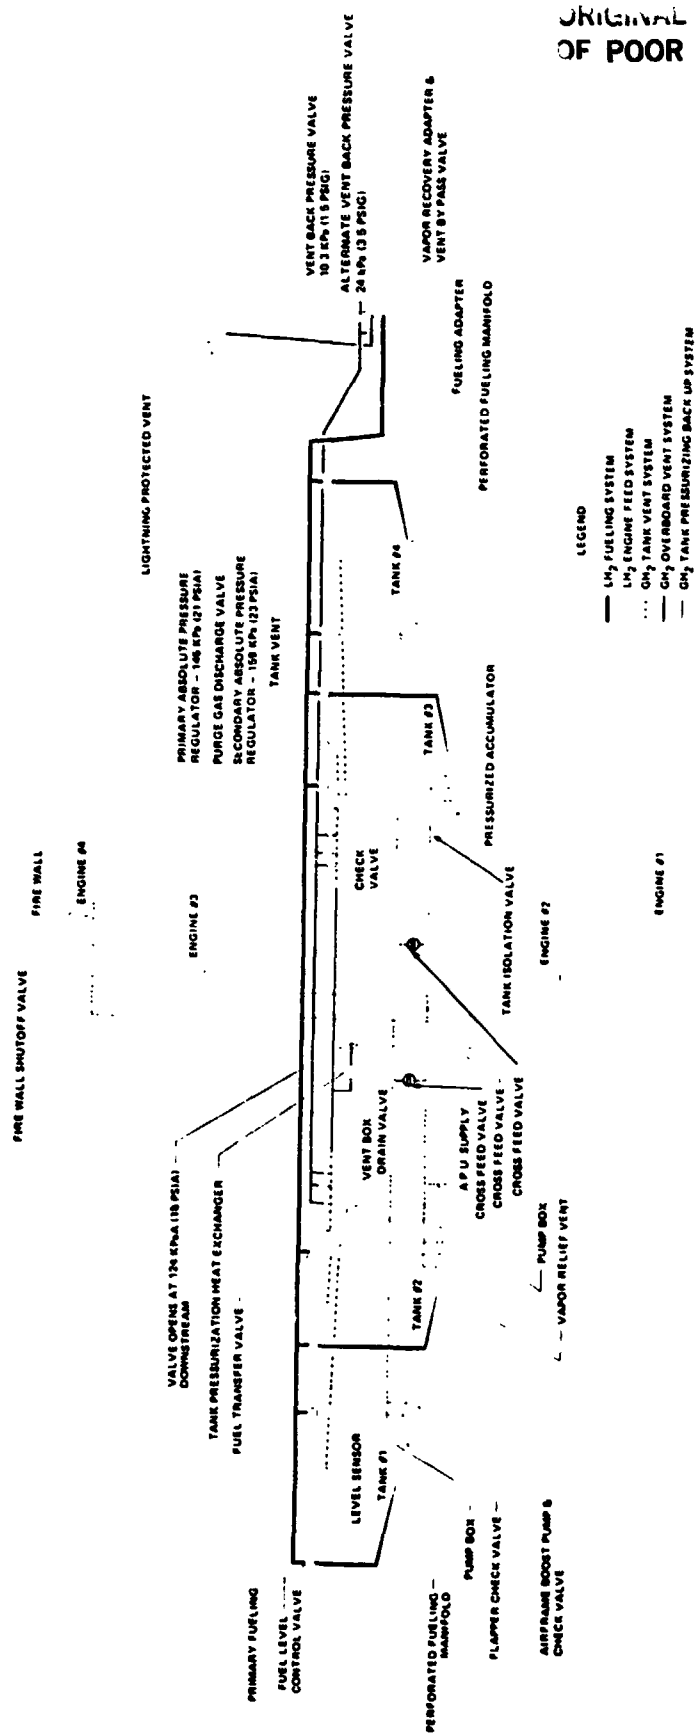 OF POOR
FIRE WALL SHUTOFF VALVE
FIRE WALL
ENGINE #4
ENGINE #3
LIGHTNING PROTECTED VENT
PRIMARY ABSOLUTE PRESSURE
REGULATOR - 145 KPa (21 PSIA)
PURGE GAS DISCHARGE VALVE
SECONDARY ABSOLUTE PRESSURE
REGULATOR - 159 KPa (23 PSIA)
TANK VENT
VENT BACK PRESSURE VALVE
10.3 KPa (1.5 PSIG)
ALTERNATE VENT BACK PRESSURE VALVE
24 kPa (3.5 PSIG)
VAPOR RECOVERY ADAPTER &
VENT BY PASS VALVE
FUELING ADAPTER
PERFORATED FUELING MANIFOLD
VALVE OPENS AT 124 KPaA (18 PSIA)
DOWNSTREAM
TANK PRESSURIZATION HEAT EXCHANGER
FUEL TRANSFER VALVE -
PRIMARY FUELING
FUEL LEVEL
CONTROL VALVE
LEVEL SENSOR
TANK #1
TANK #2
VENT BOX
DRAIN VALVE
CHECK
VALVE
TANK #3
TANK #4
PERFORATED FUELING
MANIFOLD
PUMP BOX -
FLAPPER CHECK VALVE -
AIRFRAME BOOST PUMP &
CHECK VALVE
PUMP BOX
VAPOR RELIEF VENT
APU SUPPLY
CROSS FEED VALVE -
CROSS FEED VALVE
TANK ISOLATION VALVE
PRESSURIZED ACCUMULATOR
ENGINE #2
ENGINE #1
LEGEND
LH2 FUELING SYSTEM
LH2 ENGINE FEED SYSTEM
GH2 TANK VENT SYSTEM
GH2 OVERBOARD VENT SYSTEM
GH2 TANK PRESSURIZING BACK UP SYSTEM